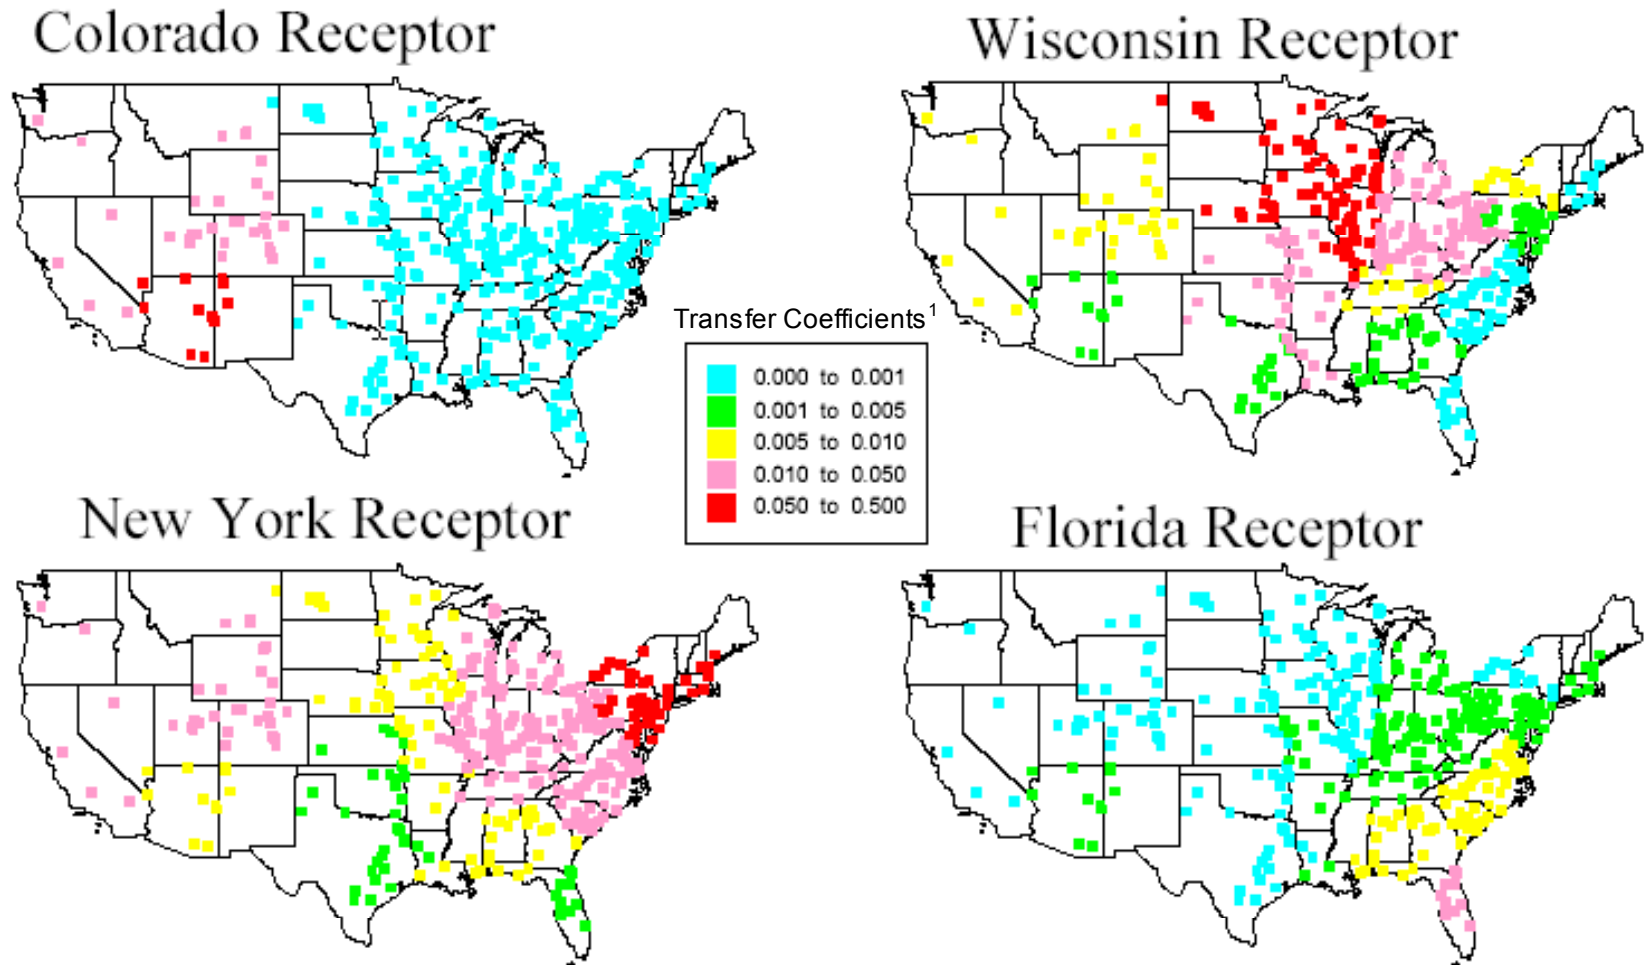 Colorado Receptor
Wisconsin Receptor
Transfer Coefficients1
0.000 to 0.001
0.001 to 0.005
0.005 to 0.010
0.010 to 0.050
0.050 to 0.500
New York Receptor
Florida Receptor